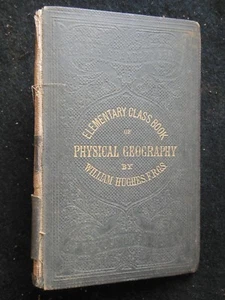 ELEMENTARY CLASS BOOK
OF
PHYSICAL GEOGRAPHY
BY
WILLIAM HUGHES, F.R.G.S.